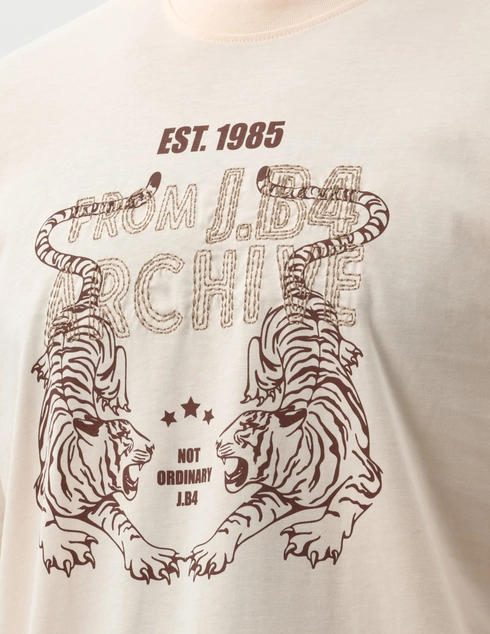 EST. 1985
FROM J.B4
ARCHIVE
NOT
ORDINARY
J.B4